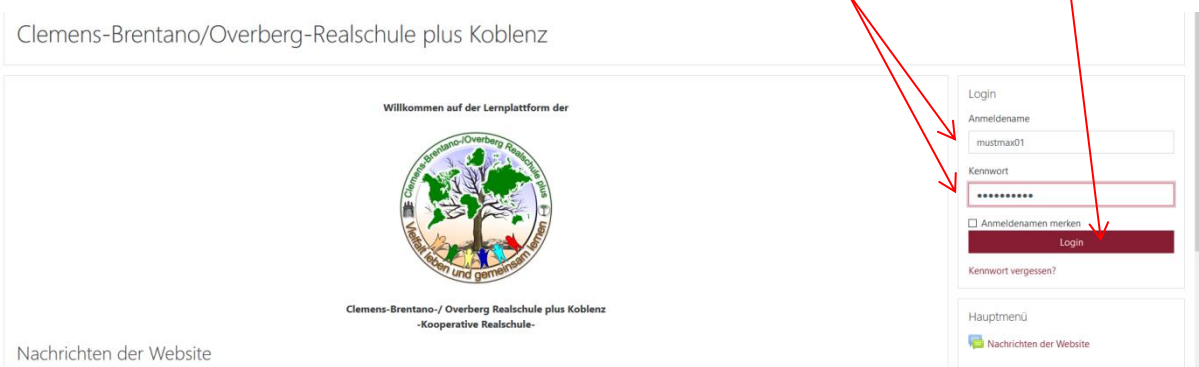 Clemens-Brentano/Overberg-Realschule plus Koblenz
Willkommen auf der Lernplattform der
Clemens-Brentano-/Overberg Realschule plus
Vielfalt leben und gemeinsam lernen
Clemens-Brentano-/ Overberg Realschule plus Koblenz
-Kooperative Realschule-
Nachrichten der Website
Login
Anmeldename
mustmax01
Kennwort
••••••••••
Anmeldenamen merken
Login
Kennwort vergessen?
Hauptmenü
Nachrichten der Website